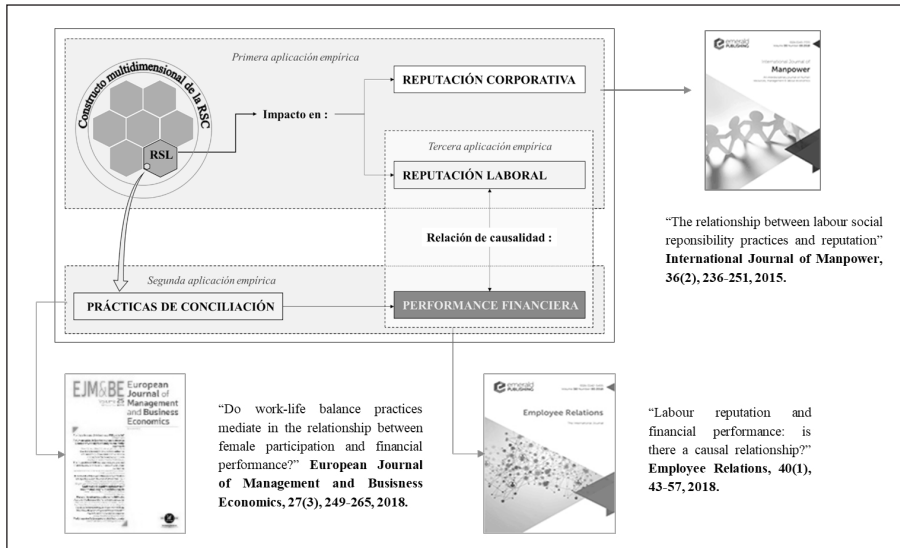 Primera aplicación empírica
Constructo multidimensional de la RSC
RSL
Impacto en :
REPUTACIÓN CORPORATIVA
Tercera aplicación empírica
REPUTACIÓN LABORAL
Relación de causalidad :
Segunda aplicación empírica
PRÁCTICAS DE CONCILIACIÓN
PERFORMANCE FINANCIERA
emerald
PUBLISHING
International Journal of
Manpower
“The relationship between labour social
reponsibility practices and reputation”
International Journal of Manpower,
36(2), 236-251, 2015.
EJM&BE
European
Journal of
Management
and Business
Economics
“Do work-life balance practices
mediate in the relationship between
female participation and financial
performance?” European Journal
of Management and Busisness
Economics, 27(3), 249-265, 2018.
emerald
PUBLISHING
Employee Relations
“Labour reputation and
financial performance: is
there a causal relationship?”
Employee Relations, 40(1),
43-57, 2018.